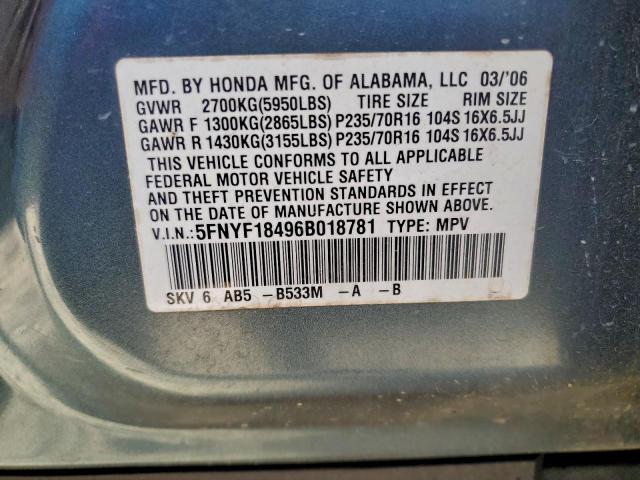 MFD. BY HONDA MFG. OF ALABAMA, LLC 03/'06
GVWR 2700KG(5950LBS) TIRE SIZE RIM SIZE
GAWR F 1300KG(2865LBS) P235/70R16 104S 16X6.5JJ
GAWR R 1430KG(3155LBS) P235/70R16 104S 16X6.5JJ
THIS VEHICLE CONFORMS TO ALL APPLICABLE
FEDERAL MOTOR VEHICLE SAFETY
AND THEFT PREVENTION STANDARDS IN EFFECT
ON THE DATE OF MANUFACTURE SHOWN ABOVE.
V.I.N.: 5FNYF18496B018781 TYPE: MPV
SKV 6 AB5 -B533M -A -B